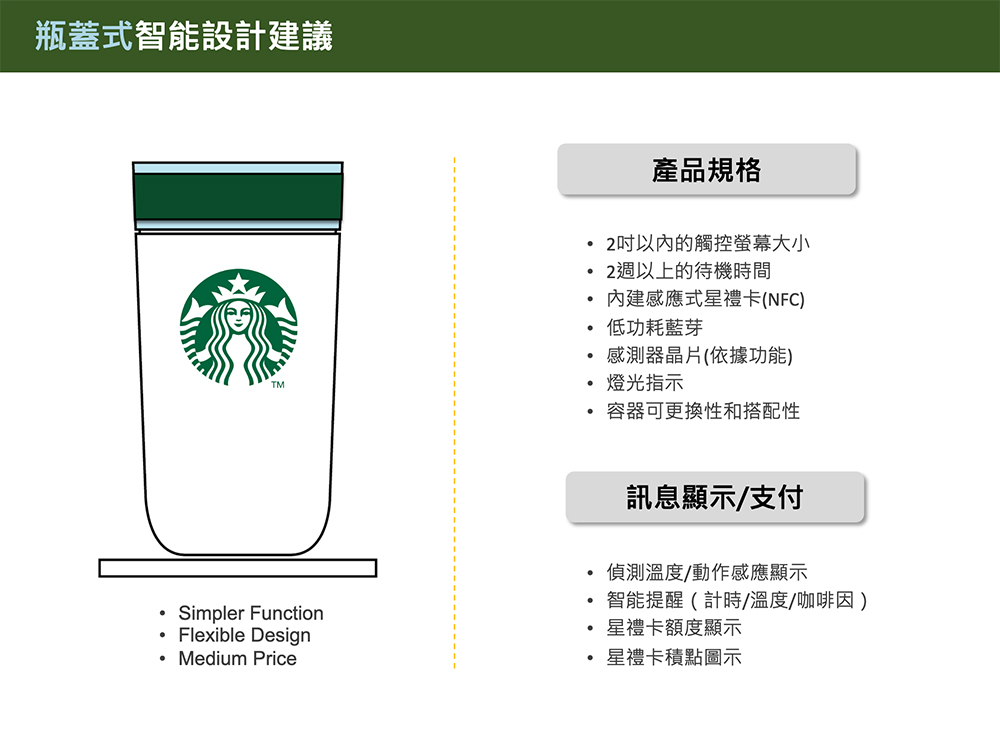 瓶蓋式智能設計建議
TM
• Simpler Function
• Flexible Design
• Medium Price
產品規格
• 2吋以內的觸控螢幕大小
• 2週以上的待機時間
• 內建感應式星禮卡(NFC)
• 低功耗藍芽
• 感測器晶片(依據功能)
• 燈光指示
• 容器可更換性和搭配性
訊息顯示/支付
• 偵測溫度/動作感應顯示
• 智能提醒（計時/溫度/咖啡因）
• 星禮卡額度顯示
• 星禮卡積點圖示